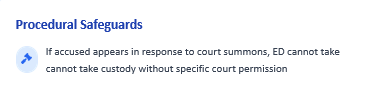 Procedural Safeguards
If accused appears in response to court summons, ED cannot take
cannot take custody without specific court permission